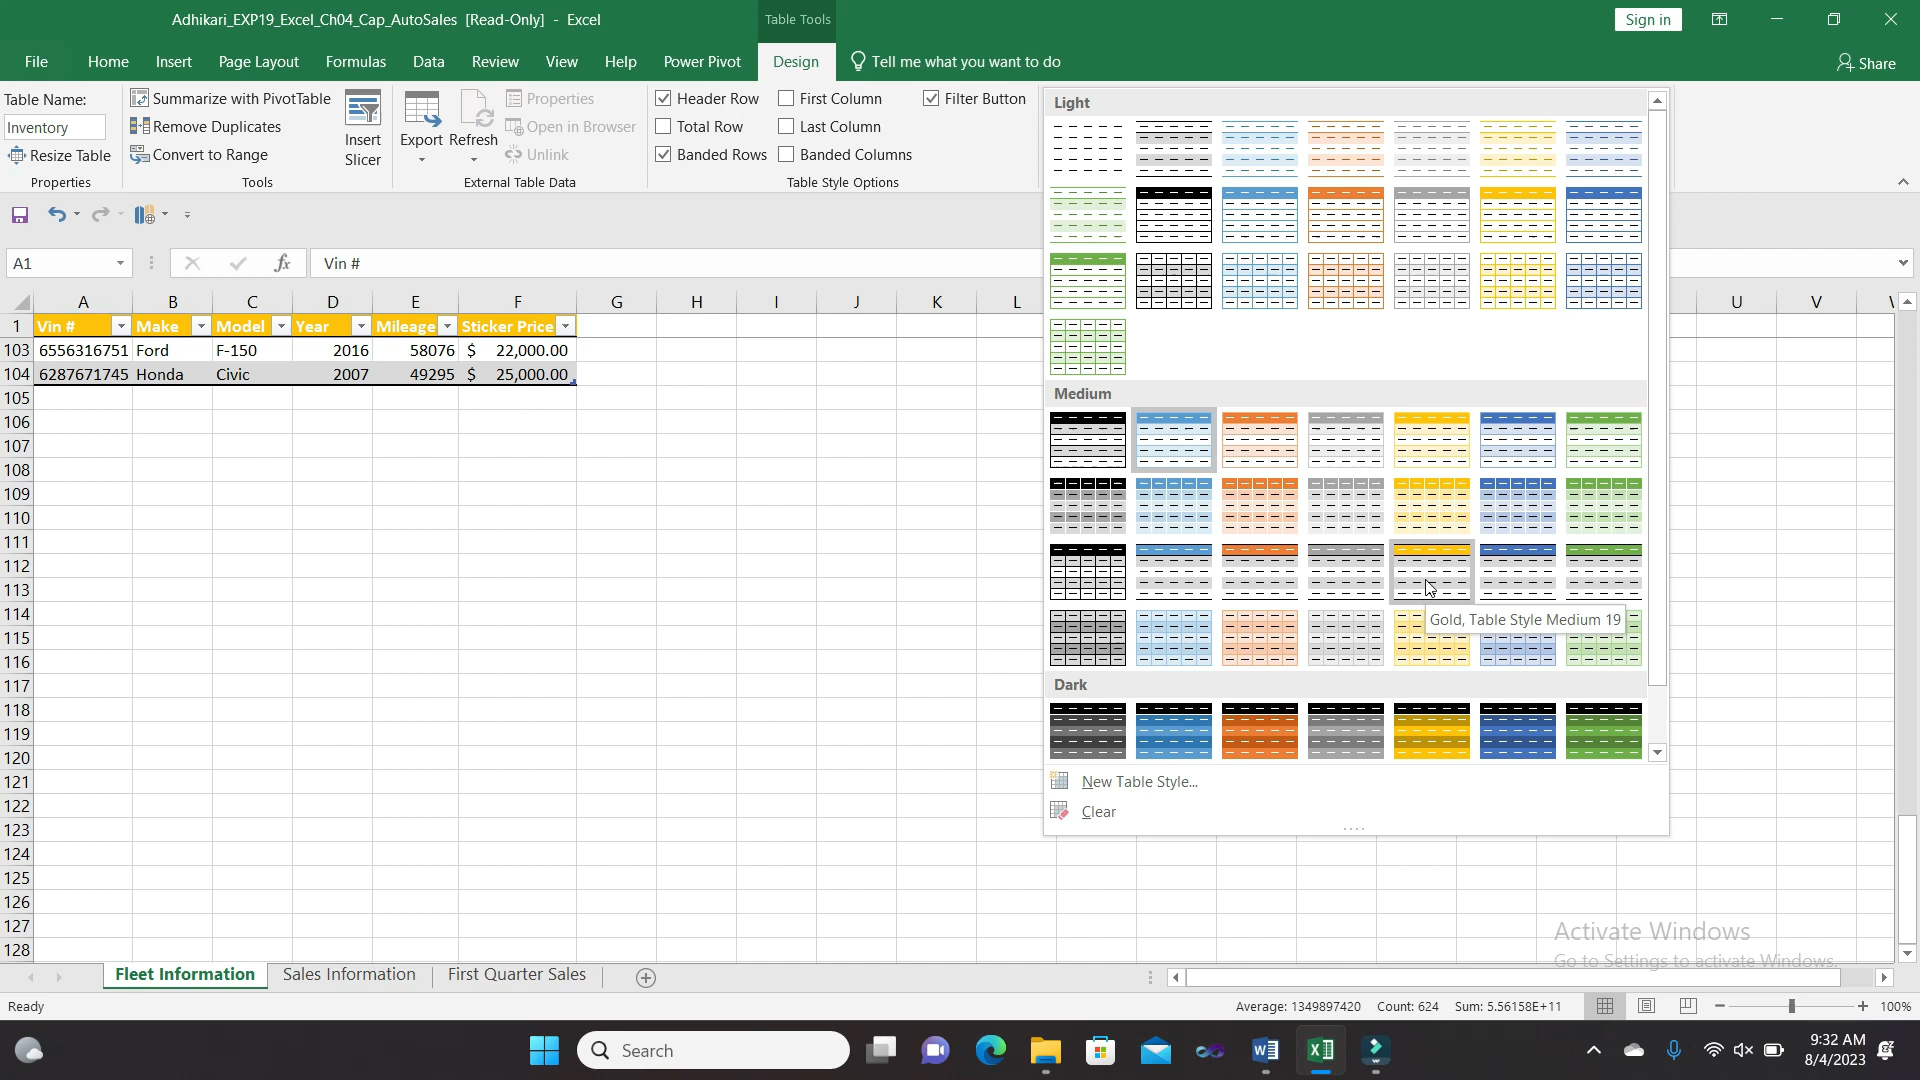 Adhikari_EXP19_Excel_Ch04_Cap_AutoSales [Read-Only] - Excel
Table Tools
Sign in
File Home Insert Page Layout Formulas Data Review View Help Power Pivot Design Tell me what you want to do Share
Table Name:
Inventory
Resize Table
Properties
Summarize with PivotTable
Remove Duplicates
Convert to Range
Tools
Insert Slicer
Export
Refresh
Properties
Open in Browser
Unlink
External Table Data
Header Row First Column Filter Button
Total Row Last Column
Banded Rows Banded Columns
Table Style Options
Light
Medium
Gold, Table Style Medium 19
Dark
New Table Style...
Clear
A1 fx Vin #
A B C D E F G H I J K L U V
1 Vin # Make Model Year Mileage Sticker Price
103 6556316751 Ford F-150 2016 58076 $ 22,000.00
104 6287671745 Honda Civic 2007 49295 $ 25,000.00
105
106
107
108
109
110
111
112
113
114
115
116
117
118
119
120
121
122
123
124
125
126
127
128
Activate Windows
Go to Settings to activate Windows.
Fleet Information Sales Information First Quarter Sales
Ready Average: 1349897420 Count: 624 Sum: 5.56158E+11 100%
Search
9:32 AM
8/4/2023